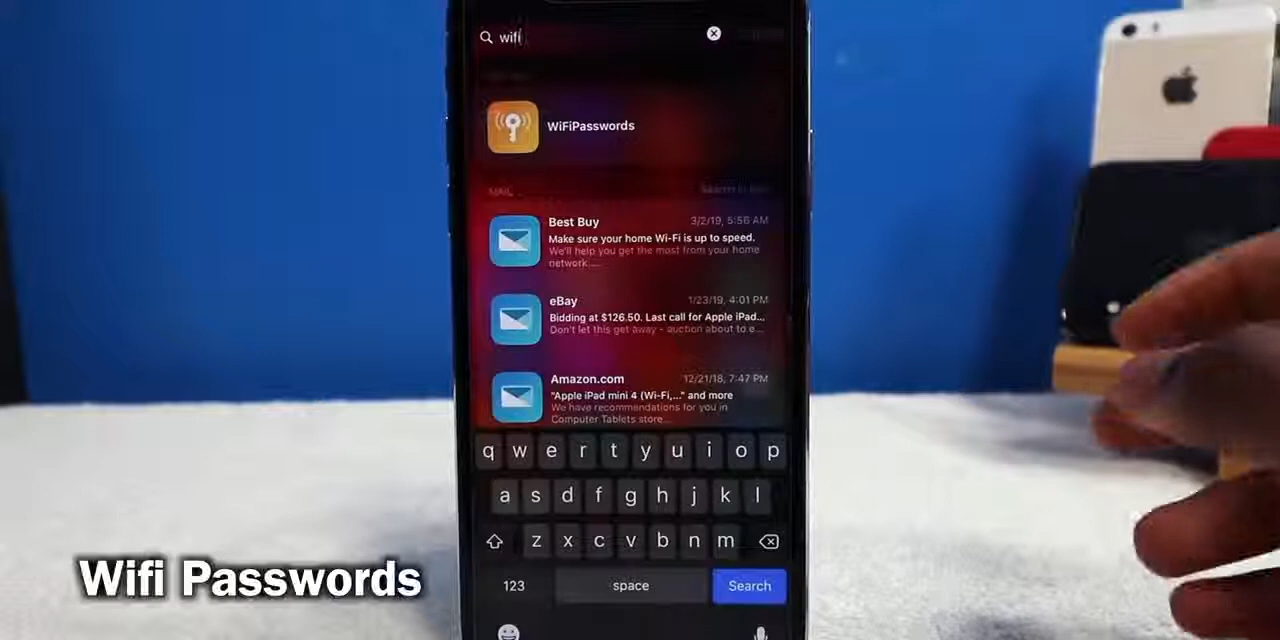 wifi
WiFiPasswords
MAIL
Best Buy 3/2/19, 5:56 AM
Make sure your home Wi-Fi is up to speed.
We'll help you get the most from your home
network....
eBay 1/23/19, 4:01 PM
Bidding at $126.50. Last call for Apple iPad...
Don't let this get away - auction about to e...
Amazon.com 12/21/18, 7:47 PM
"Apple iPad mini 4 (Wi-Fi,..." and more
We have recommendations for you in
Computer Tablets store...
q w e r t y u i o p
a s d f g h j k l
z x c v b n m
123 space Search
Wifi Passwords